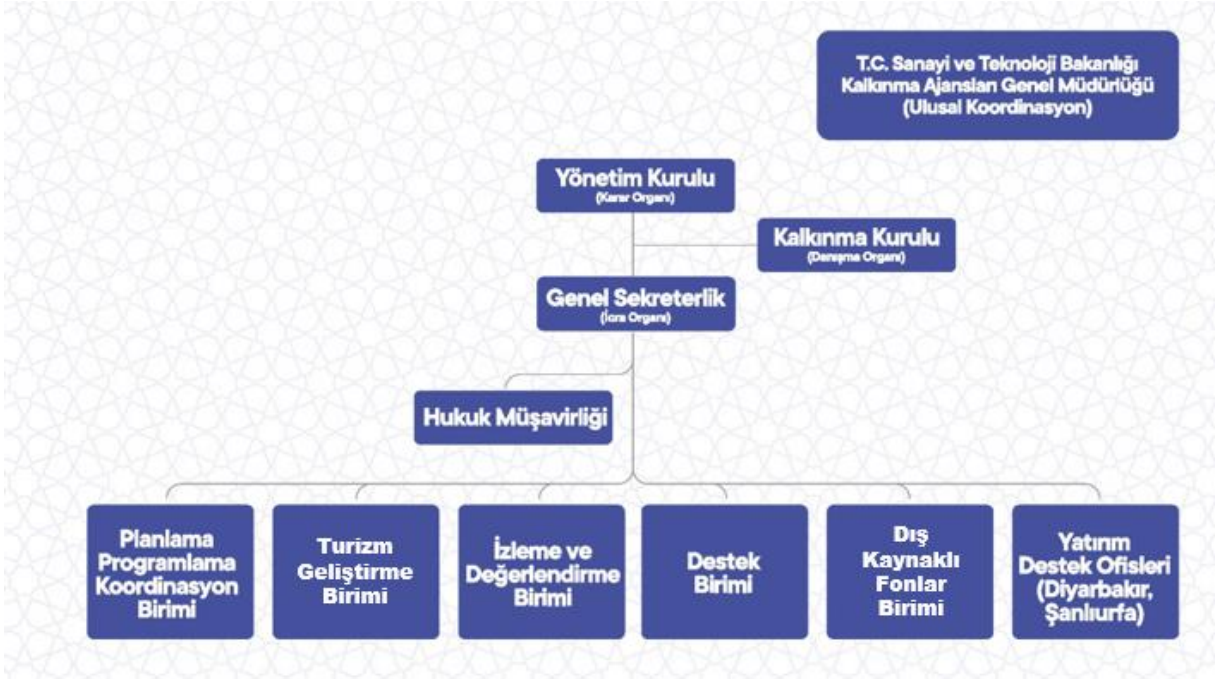 T.C. Sanayi ve Teknoloji Bakanlığı
Kalkınma Ajansları Genel Müdürlüğü
(Ulusal Koordinasyon)
Yönetim Kurulu
(Karar Organı)
Kalkınma Kurulu
(Danışma Organı)
Genel Sekreterlik
(İcra Organı)
Hukuk Müşavirliği
Planlama
Programlama
Koordinasyon
Birimi
Turizm
Geliştirme
Birimi
İzleme ve
Değerlendirme
Birimi
Destek
Birimi
Dış
Kaynaklı
Fonlar
Birimi
Yatırım
Destek Ofisleri
(Diyarbakır,
Şanlıurfa)